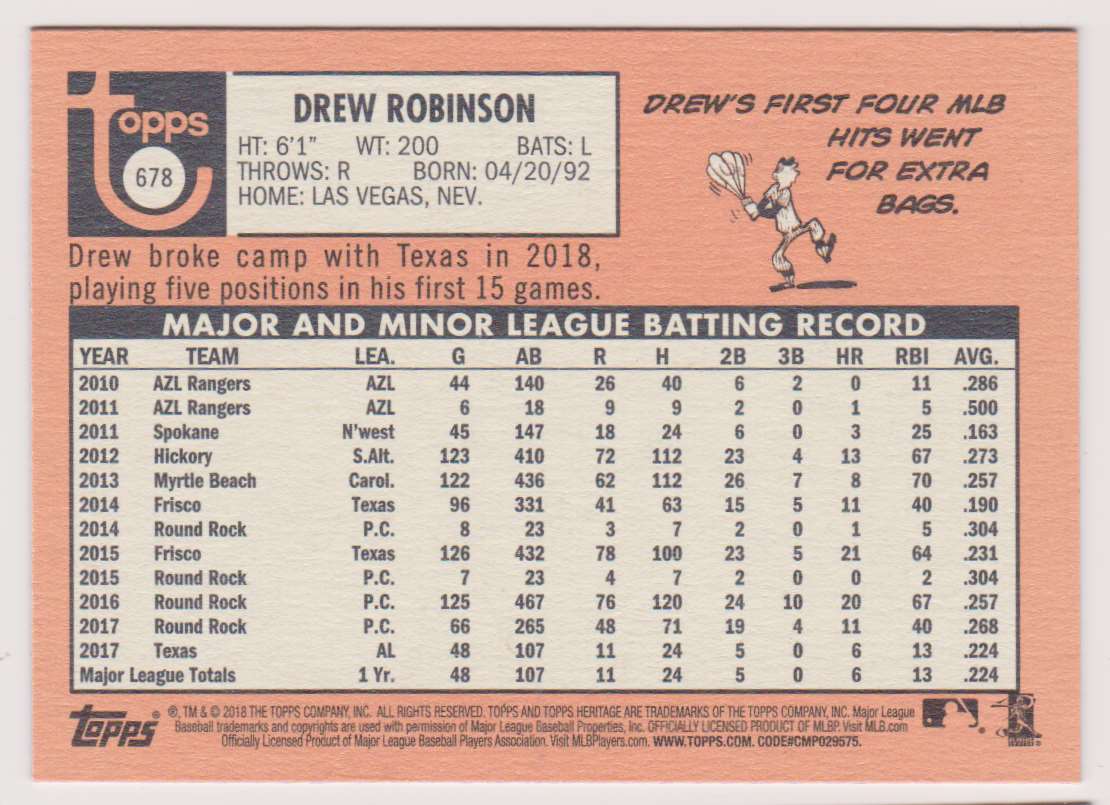 topps
678
DREW ROBINSON
HT: 6'1" WT: 200 BATS: L
THROWS: R BORN: 04/20/92
HOME: LAS VEGAS, NEV.
DREW'S FIRST FOUR MLB
HITS WENT
FOR EXTRA
BAGS.
Drew broke camp with Texas in 2018,
playing five positions in his first 15 games.
MAJOR AND MINOR LEAGUE BATTING RECORD
YEAR TEAM LEA. G AB R H 2B 3B HR RBI AVG.
2010 AZL Rangers AZL 44 140 26 40 6 2 0 11 .286
2011 AZL Rangers AZL 6 18 9 9 2 0 1 5 .500
2011 Spokane N'west 45 147 18 24 6 0 3 25 .163
2012 Hickory S.Alt. 123 410 72 112 23 4 13 67 .273
2013 Myrtle Beach Carol. 122 436 62 112 26 7 8 70 .257
2014 Frisco Texas 96 331 41 63 15 5 11 40 .190
2014 Round Rock P.C. 8 23 3 7 2 0 1 5 .304
2015 Frisco Texas 126 432 78 100 23 5 21 64 .231
2015 Round Rock P.C. 7 23 4 7 2 0 0 2 .304
2016 Round Rock P.C. 125 467 76 120 24 10 20 67 .257
2017 Round Rock P.C. 66 265 48 71 19 4 11 40 .268
2017 Texas AL 48 107 11 24 5 0 6 13 .224
Major League Totals 1 Yr. 48 107 11 24 5 0 6 13 .224
topps ® ®, TM & © 2018 THE TOPPS COMPANY, INC. ALL RIGHTS RESERVED. TOPPS AND TOPPS HERITAGE ARE TRADEMARKS OF THE TOPPS COMPANY, INC. Major League
Baseball trademarks and copyrights are used with permission of Major League Baseball Properties, Inc. OFFICIALLY LICENSED PRODUCT OF MLBP. Visit MLB.com
Officially Licensed Product of Major League Baseball Players Association. Visit MLBPlayers.com. WWW.TOPPS.COM. CODE#CMP029575.